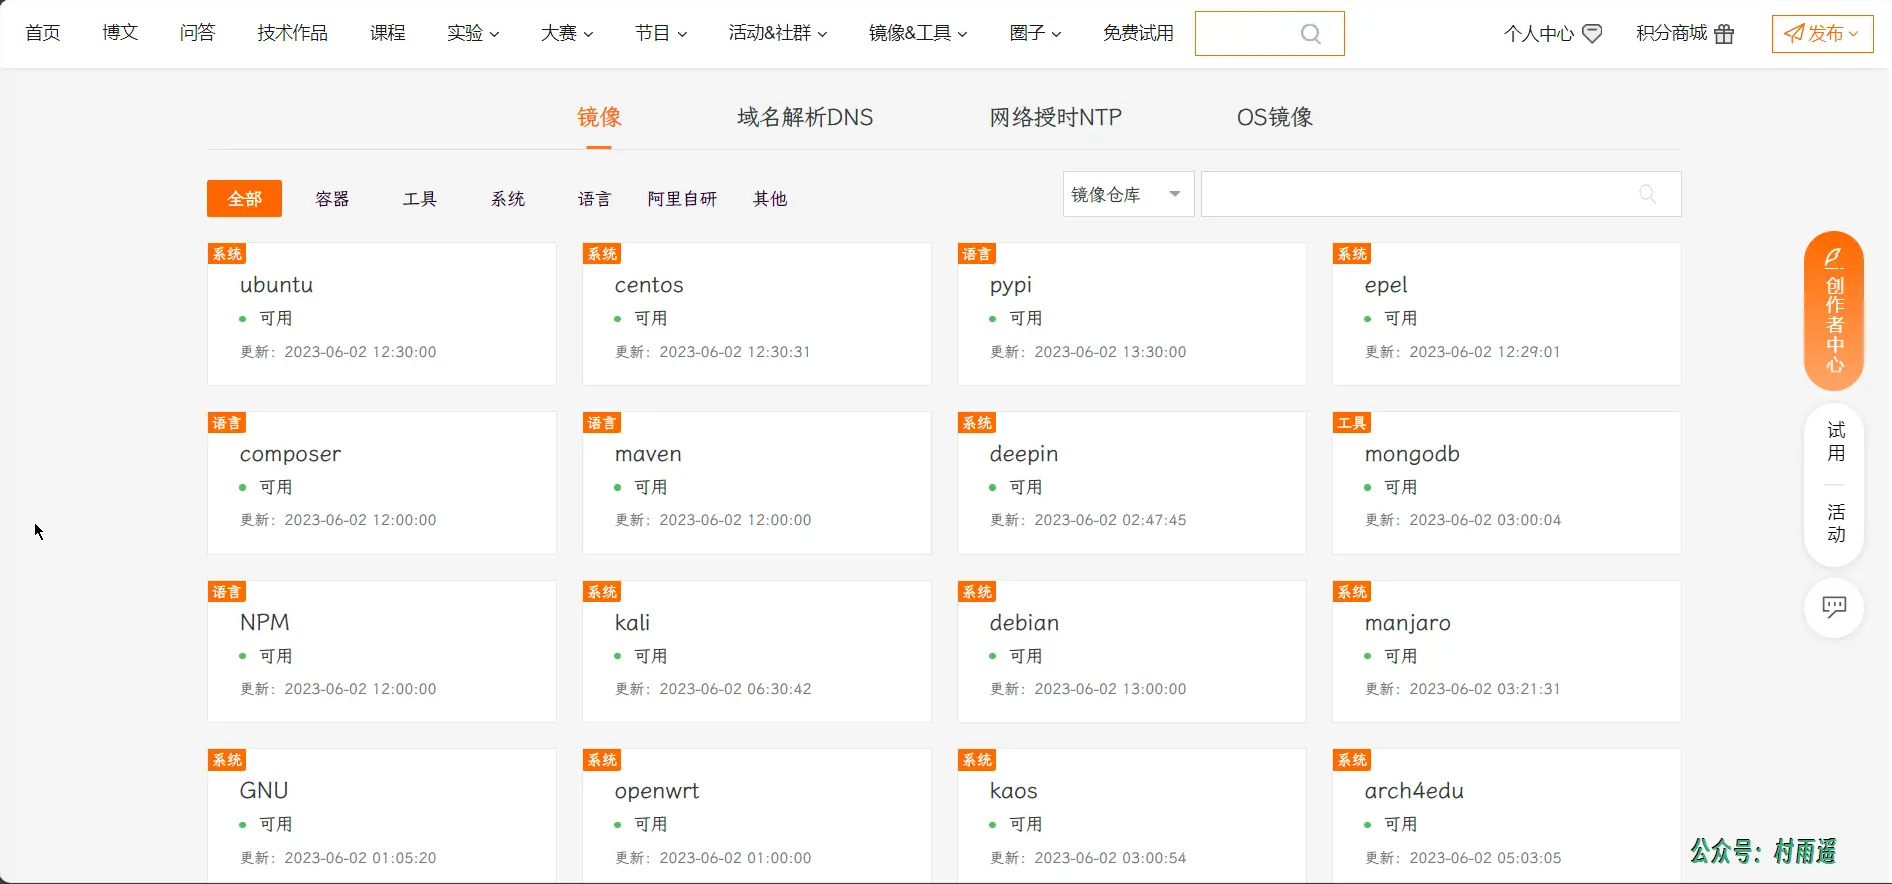 首页 博文 问答 技术作品 课程 实验 大赛 节目 活动&社群 镜像&工具 圈子 免费试用 个人中心 积分商城 发布
镜像 域名解析DNS 网络授时NTP OS镜像
全部 容器 工具 系统 语言 阿里自研 其他 镜像仓库
系统 系统 语言 系统
ubuntu centos pypi epel
可用 可用 可用 可用
更新：2023-06-02 12:30:00 更新：2023-06-02 12:30:31 更新：2023-06-02 13:30:00 更新：2023-06-02 12:29:01
语言 语言 系统 工具
composer maven deepin mongodb
可用 可用 可用 可用
更新：2023-06-02 12:00:00 更新：2023-06-02 12:00:00 更新：2023-06-02 02:47:45 更新：2023-06-02 03:00:04
语言 系统 系统 系统
NPM kali debian manjaro
可用 可用 可用 可用
更新：2023-06-02 12:00:00 更新：2023-06-02 06:30:42 更新：2023-06-02 13:00:00 更新：2023-06-02 03:21:31
系统 系统 系统 系统
GNU openwrt kaos arch4edu
可用 可用 可用 可用
更新：2023-06-02 01:05:20 更新：2023-06-02 01:00:00 更新：2023-06-02 03:00:54 更新：2023-06-02 05:03:05
创作者中心
试用
活动
公众号：村雨遥